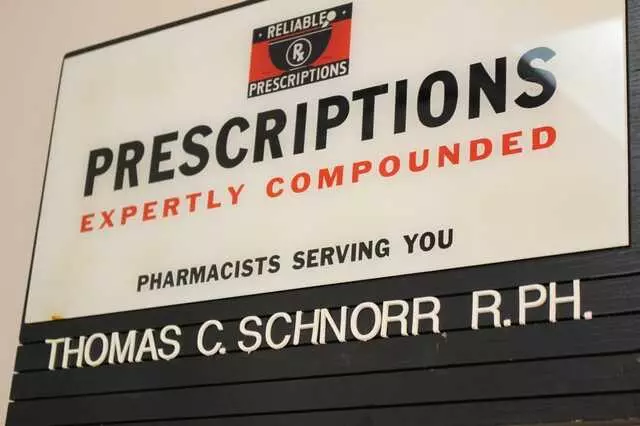 · RELIABLE ·
Rx
PRESCRIPTIONS
PRESCRIPTIONS
EXPERTLY COMPOUNDED
PHARMACISTS SERVING YOU
THOMAS C. SCHNORR R.PH.